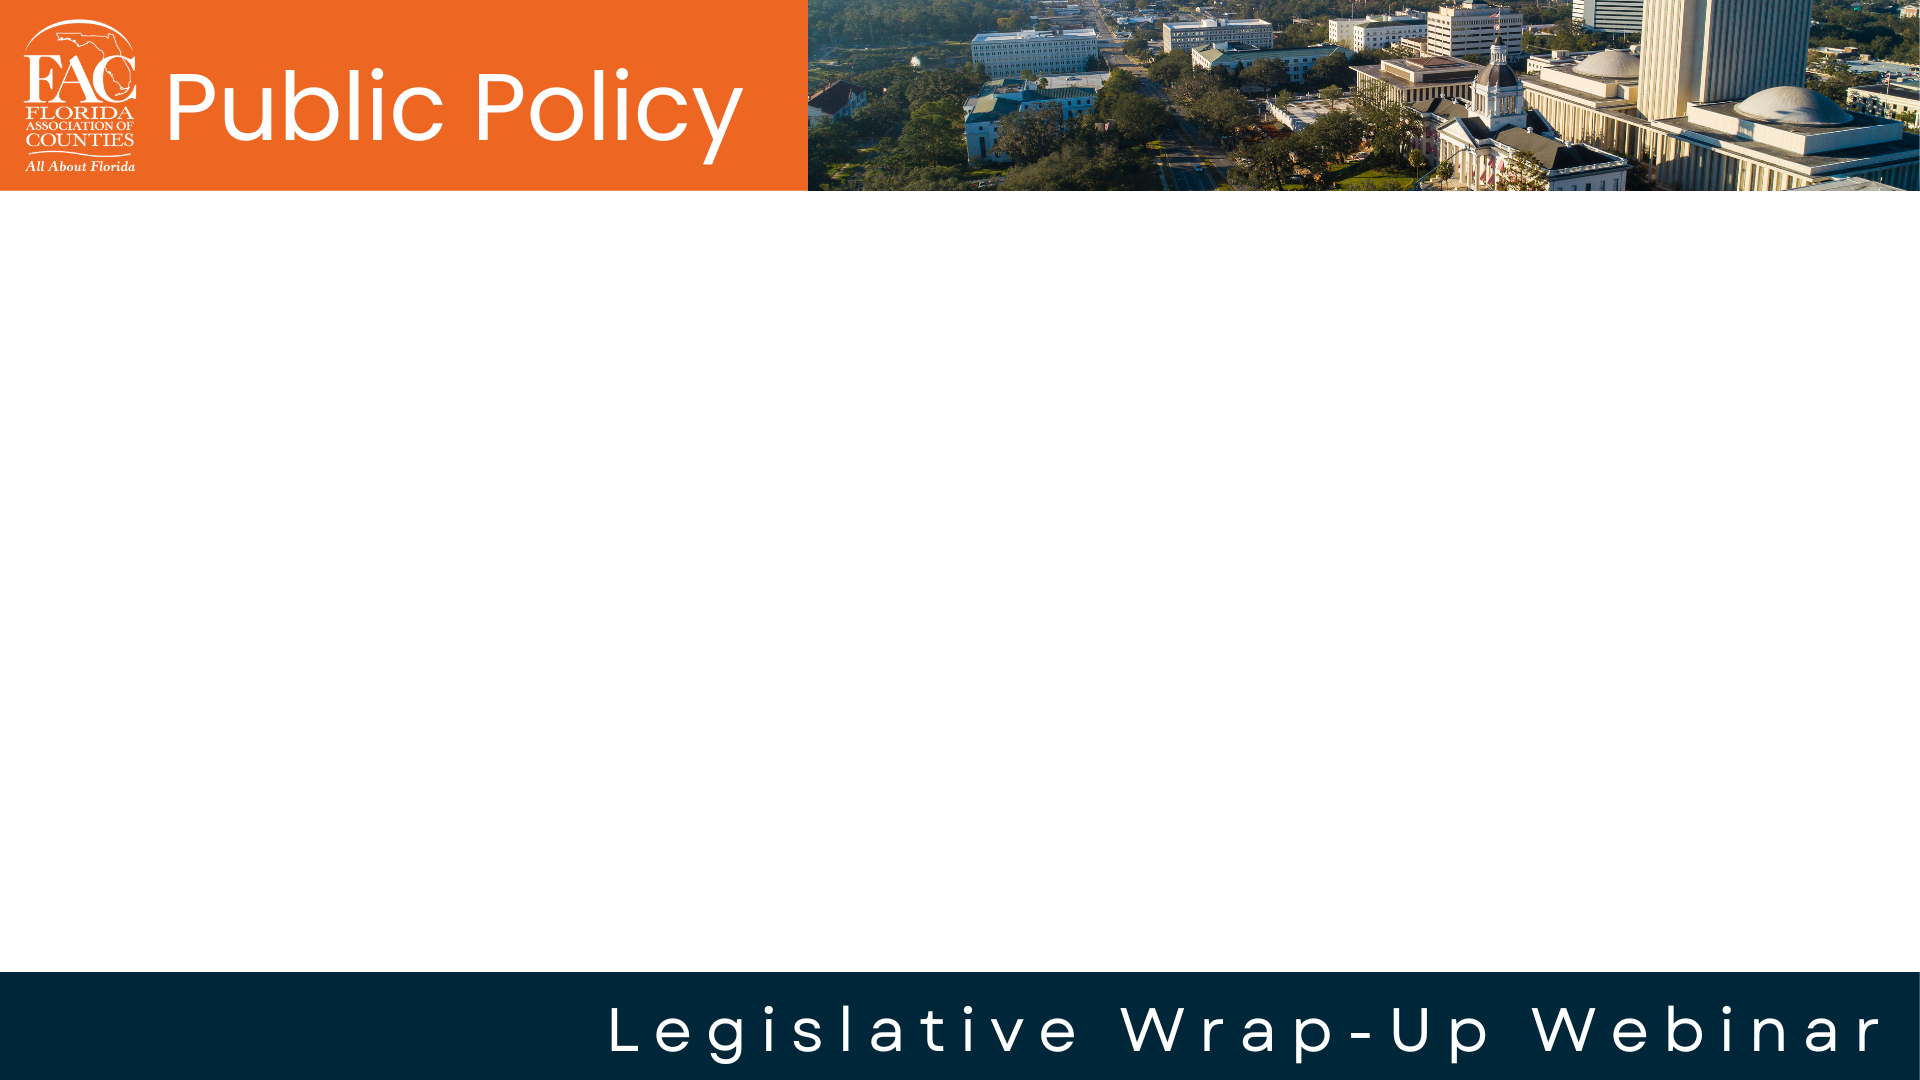 FAC
FLORIDA
ASSOCIATION OF
COUNTIES
All About Florida
Public Policy
Legislative Wrap-Up Webinar